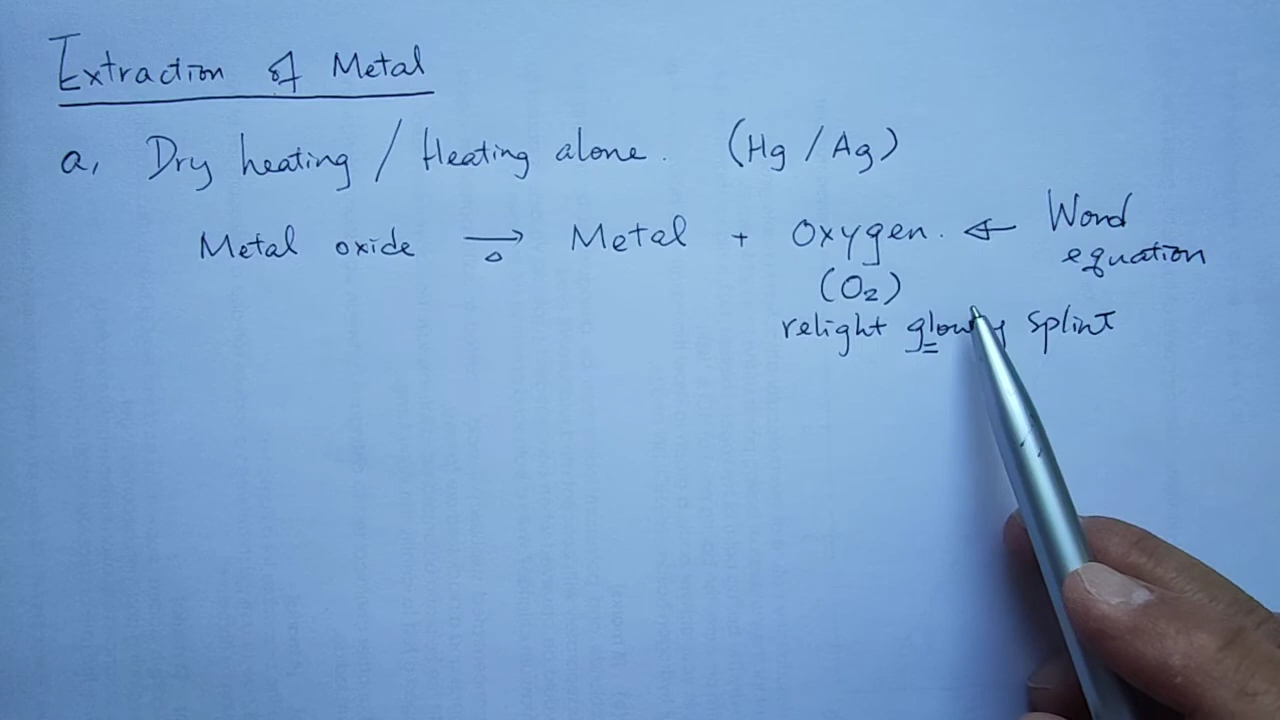 Extraction of Metal
a, Dry heating / Heating alone. (Hg / Ag)
Metal oxide →△ Metal + Oxygen. ← Word equation
(O₂)
relight glowing splint